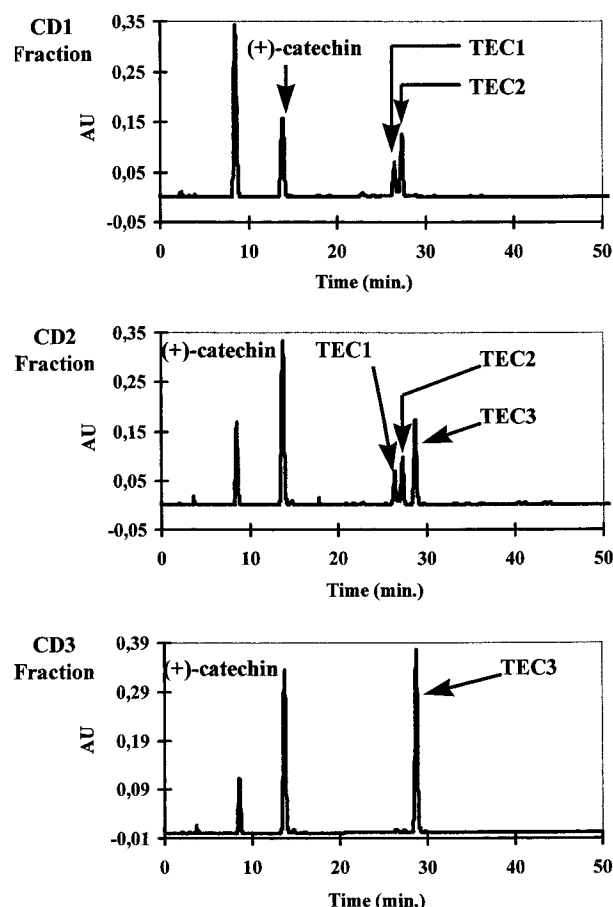 CD1
Fraction
(+)-catechin
TEC1
TEC2
AU
0,35
0,25
0,15
0,05
-0,05
0 10 20 30 40 50
Time (min.)
CD2
Fraction
(+)-catechin
TEC1
TEC2
TEC3
AU
0,35
0,25
0,15
0,05
-0,05
0 10 20 30 40 50
Time (min.)
CD3
Fraction
(+)-catechin
TEC3
AU
0,39
0,29
0,19
0,09
-0,01
0 10 20 30 40 50
Time (min.)